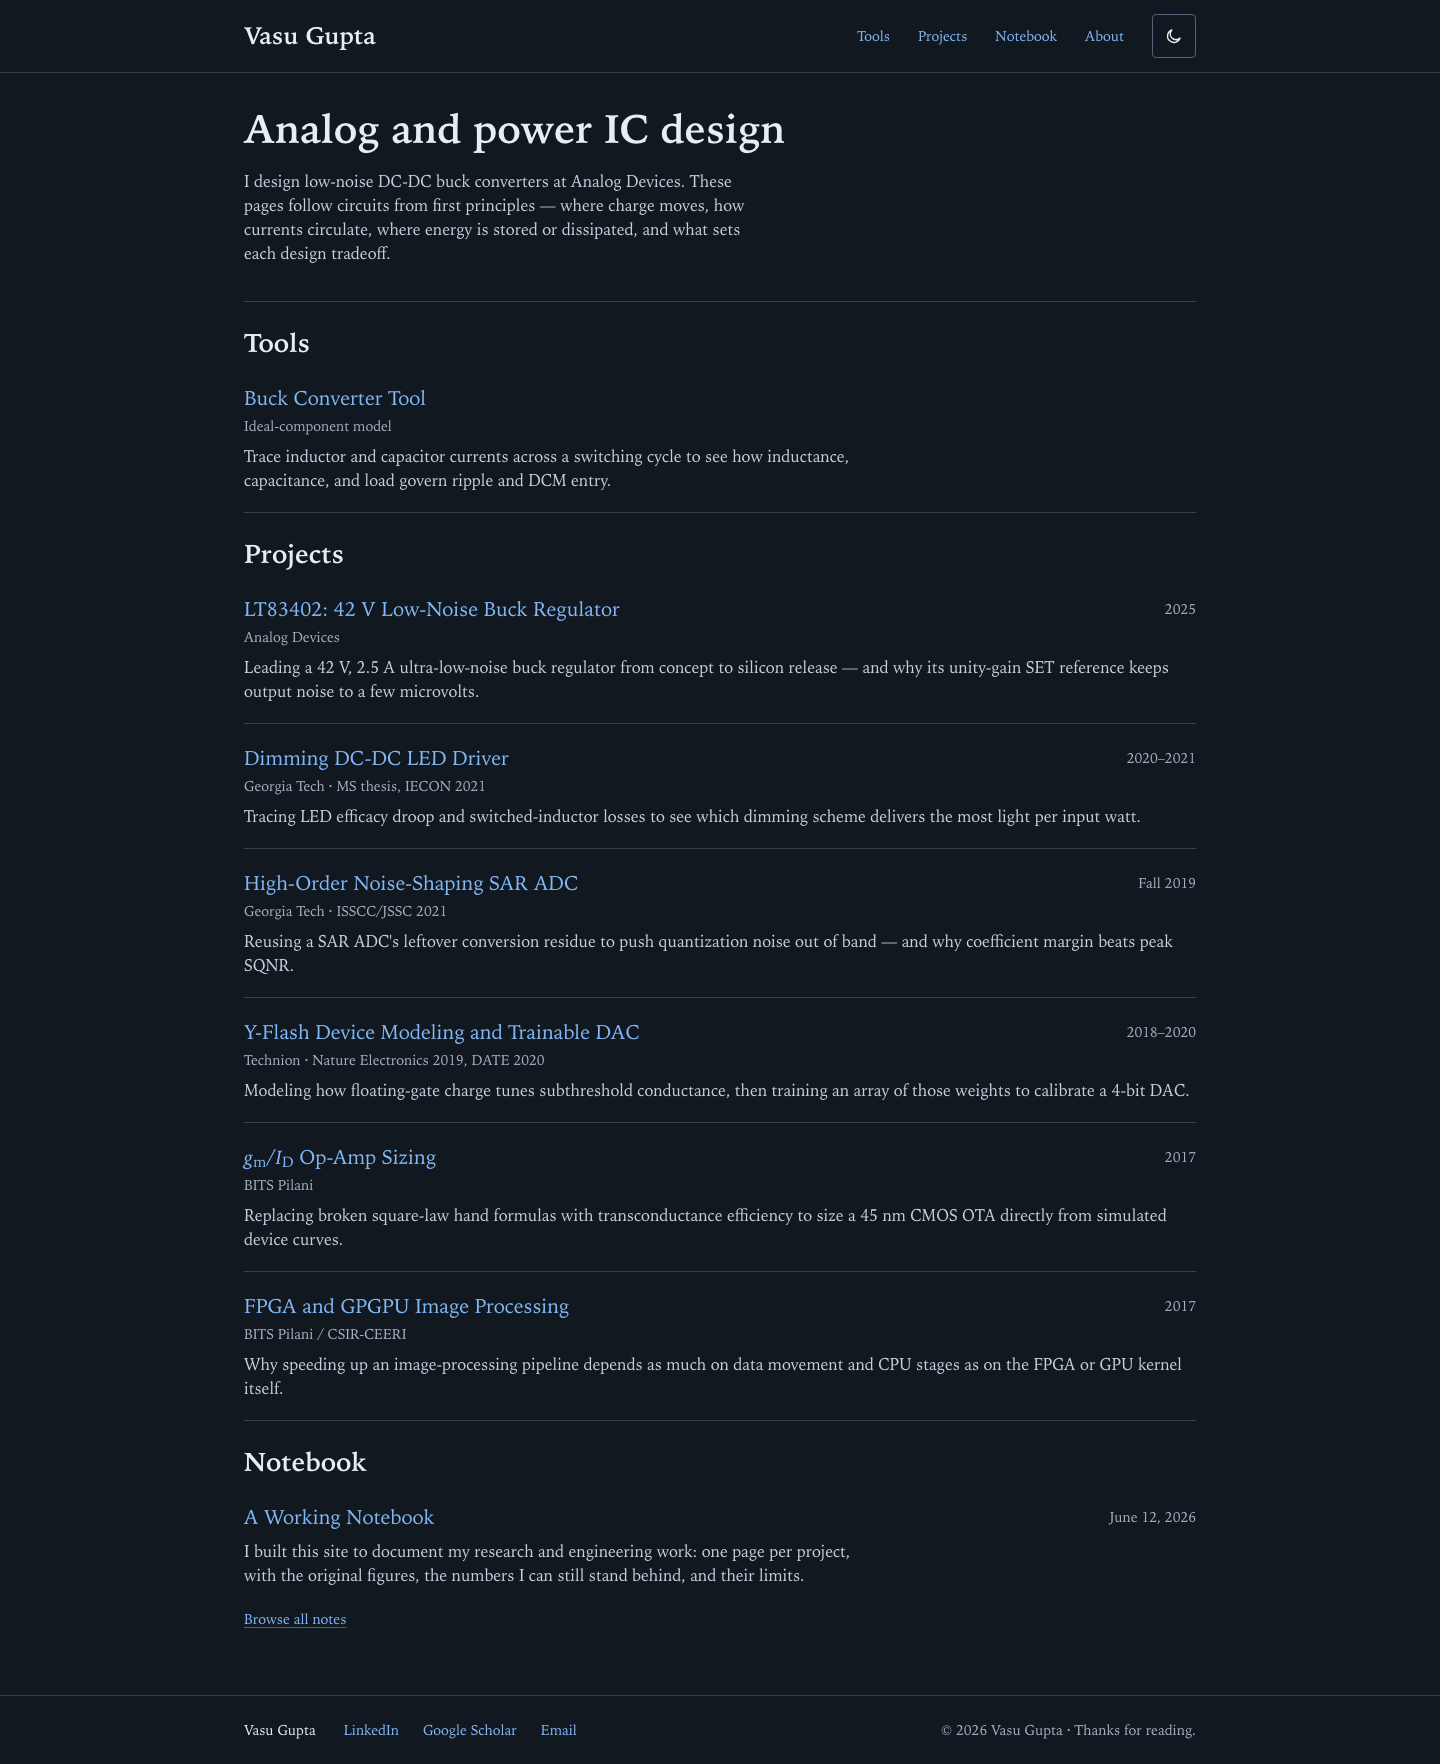 Vasu Gupta
Tools Projects Notebook About
Analog and power IC design
I design low-noise DC-DC buck converters at Analog Devices. These
pages follow circuits from first principles — where charge moves, how
currents circulate, where energy is stored or dissipated, and what sets
each design tradeoff.
Tools
Buck Converter Tool
Ideal-component model
Trace inductor and capacitor currents across a switching cycle to see how inductance,
capacitance, and load govern ripple and DCM entry.
Projects
LT83402: 42 V Low-Noise Buck Regulator 2025
Analog Devices
Leading a 42 V, 2.5 A ultra-low-noise buck regulator from concept to silicon release — and why its unity-gain SET reference keeps
output noise to a few microvolts.
Dimming DC-DC LED Driver 2020–2021
Georgia Tech · MS thesis, IECON 2021
Tracing LED efficacy droop and switched-inductor losses to see which dimming scheme delivers the most light per input watt.
High-Order Noise-Shaping SAR ADC Fall 2019
Georgia Tech · ISSCC/JSSC 2021
Reusing a SAR ADC's leftover conversion residue to push quantization noise out of band — and why coefficient margin beats peak
SQNR.
Y-Flash Device Modeling and Trainable DAC 2018–2020
Technion · Nature Electronics 2019, DATE 2020
Modeling how floating-gate charge tunes subthreshold conductance, then training an array of those weights to calibrate a 4-bit DAC.
gm/ID Op-Amp Sizing 2017
BITS Pilani
Replacing broken square-law hand formulas with transconductance efficiency to size a 45 nm CMOS OTA directly from simulated
device curves.
FPGA and GPGPU Image Processing 2017
BITS Pilani / CSIR-CEERI
Why speeding up an image-processing pipeline depends as much on data movement and CPU stages as on the FPGA or GPU kernel
itself.
Notebook
A Working Notebook June 12, 2026
I built this site to document my research and engineering work: one page per project,
with the original figures, the numbers I can still stand behind, and their limits.
Browse all notes
Vasu Gupta LinkedIn Google Scholar Email © 2026 Vasu Gupta · Thanks for reading.